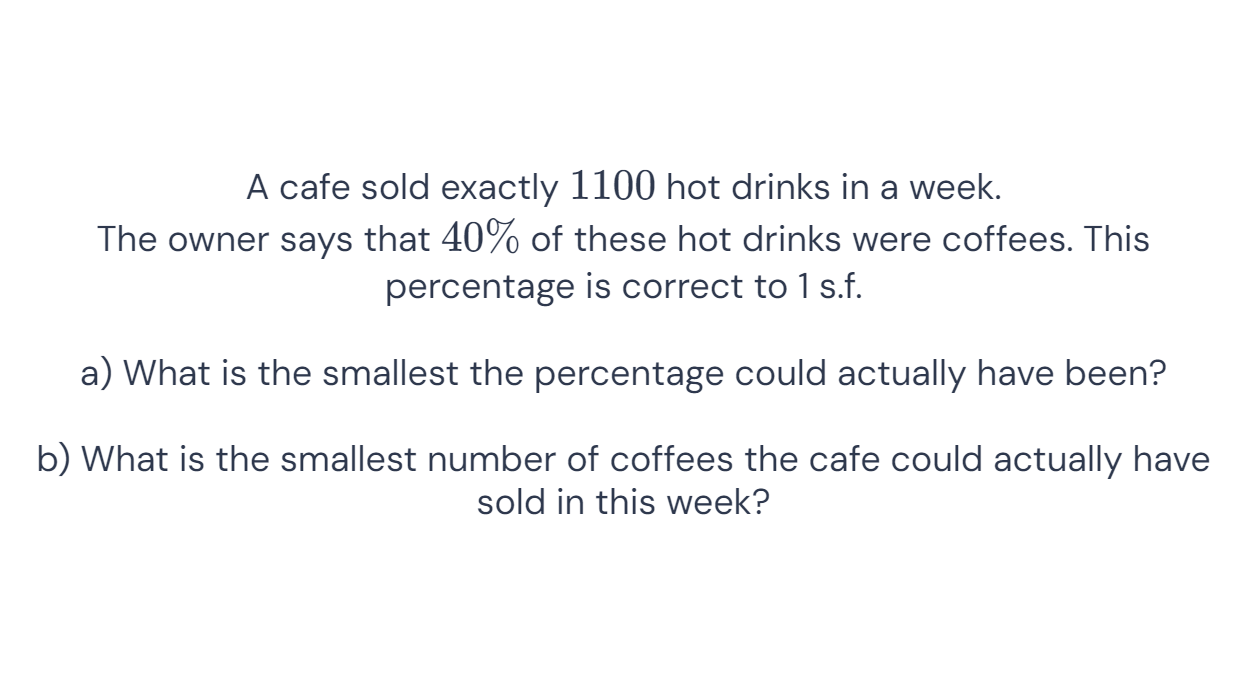 A cafe sold exactly 1100 hot drinks in a week.
The owner says that 40% of these hot drinks were coffees. This
percentage is correct to 1 s.f.
a) What is the smallest the percentage could actually have been?
b) What is the smallest number of coffees the cafe could actually have
sold in this week?